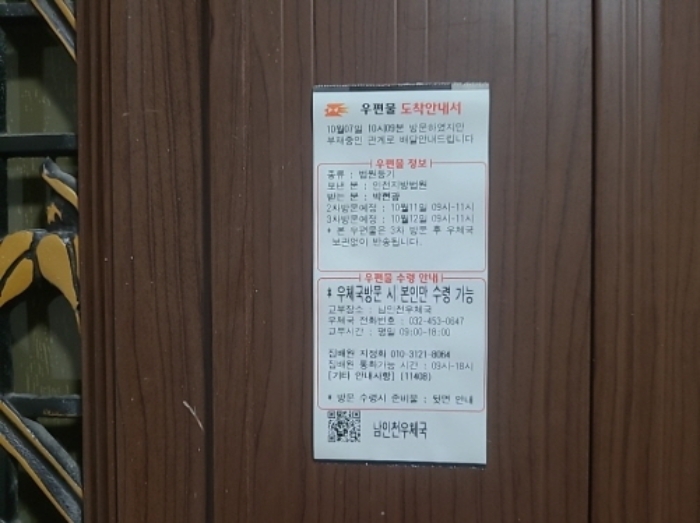 우편물 도착안내서
10월07일 10시09분 방문하였지만
부재중인 관계로 배달안내드립니다
우편물 정보
종류 : 법원등기
보낸 분 : 인천지방법원
받는 분 :
2차방문예정 : 10월11일 09시-11시
3차방문예정 : 10월12일 09시-11시
* 본 우편물은 3차 방문 후 우체국
보관없이 반송됩니다.
우편물 수령 안내
* 우체국방문 시 본인만 수령 가능
교부장소 : 남인천우체국
우체국 전화번호 : 032-453-0647
교부시간 : 평일 09:00-18:00
집배원 지정희 010-3121-8064
집배원 통화가능 시간 : 09시-18시
[기타 안내사항] (11408)
* 방문 수령시 준비물 : 뒷면 안내
남인천우체국